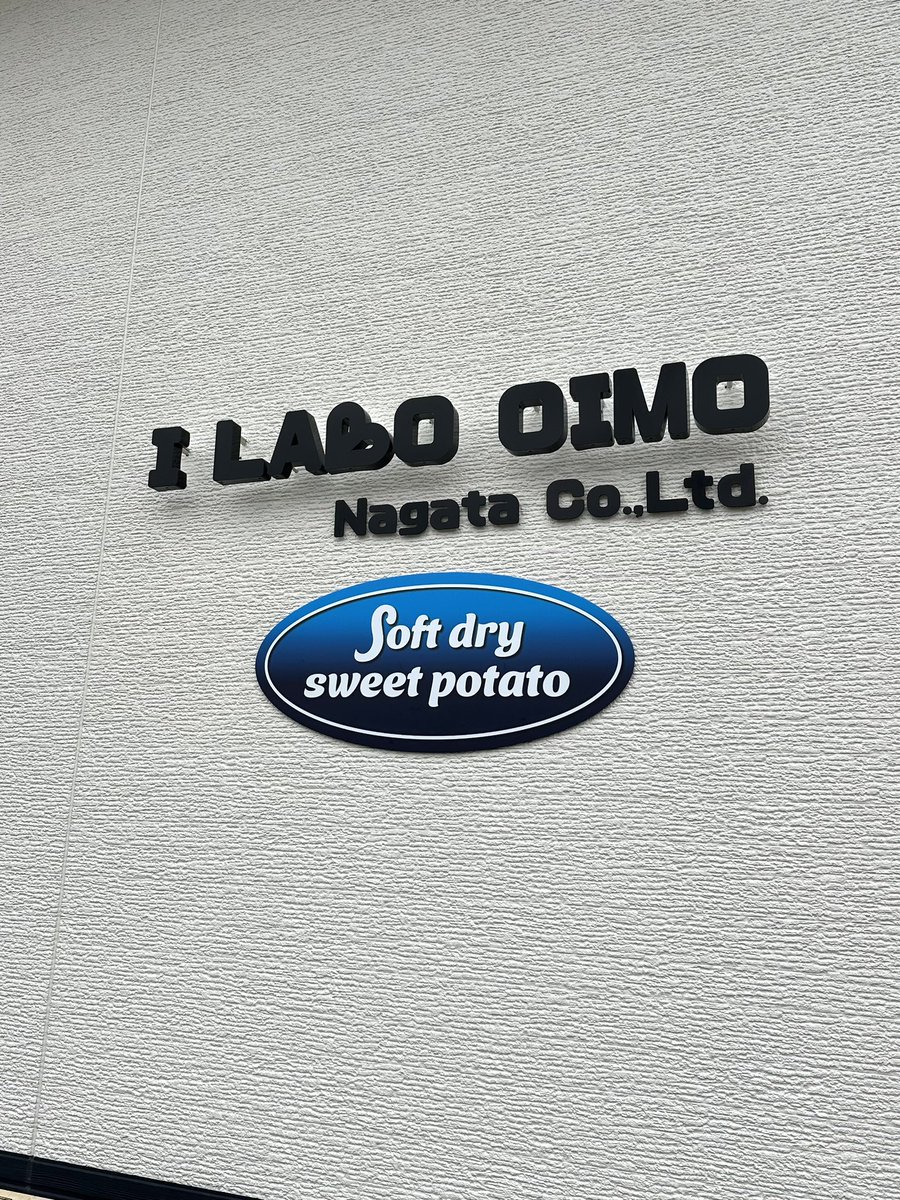 I LABO OIMO
Nagata Co.,Ltd.
Soft dry
sweet potato